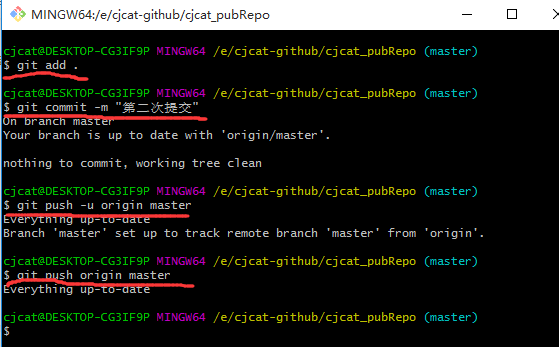 MINGW64:/e/cjcat-github/cjcat_pubRepo
cjcat@DESKTOP-CG3IF9P MINGW64 /e/cjcat-github/cjcat_pubRepo (master)
$ git add .
cjcat@DESKTOP-CG3IF9P MINGW64 /e/cjcat-github/cjcat_pubRepo (master)
$ git commit -m "第二次提交"
On branch master
Your branch is up to date with 'origin/master'.
nothing to commit, working tree clean
cjcat@DESKTOP-CG3IF9P MINGW64 /e/cjcat-github/cjcat_pubRepo (master)
$ git push -u origin master
Everything up-to-date
Branch 'master' set up to track remote branch 'master' from 'origin'.
cjcat@DESKTOP-CG3IF9P MINGW64 /e/cjcat-github/cjcat_pubRepo (master)
$ git push origin master
Everything up-to-date
cjcat@DESKTOP-CG3IF9P MINGW64 /e/cjcat-github/cjcat_pubRepo (master)
$